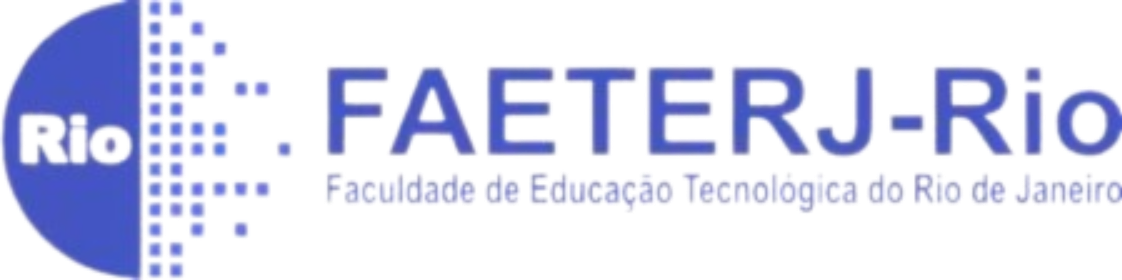 Rio
FAETERJ-Rio
Faculdade de Educação Tecnológica do Rio de Janeiro